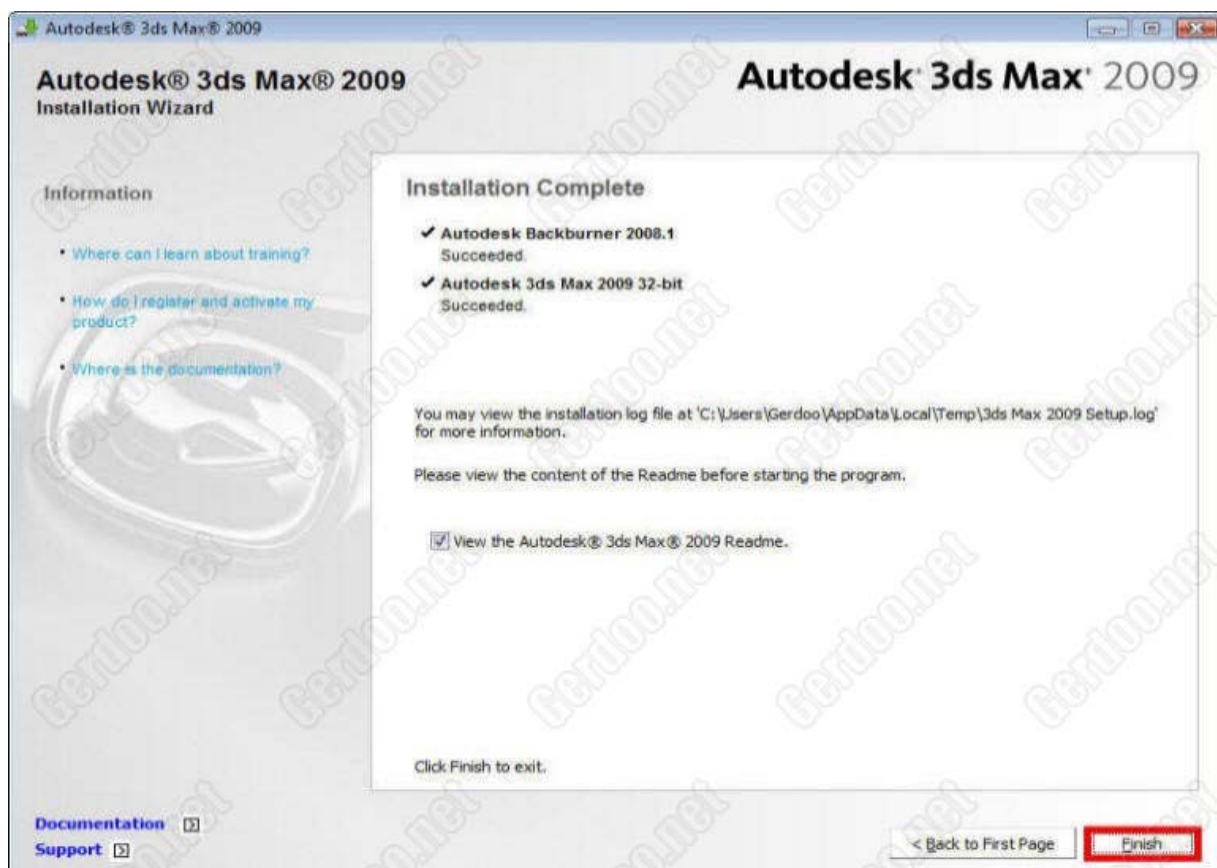 Autodesk® 3ds Max® 2009
Autodesk® 3ds Max® 2009
Installation Wizard
Autodesk® 3ds Max® 2009
Information
• Where can I learn about training?
• How do I register and activate my
product?
• Where is the documentation?
Installation Complete
✔ Autodesk Backburner 2008.1
Succeeded.
✔ Autodesk 3ds Max 2009 32-bit
Succeeded.
You may view the installation log file at 'C:\Users\Gerdoo\AppData\Local\Temp\3ds Max 2009 Setup.log'
for more information.
Please view the content of the Readme before starting the program.
View the Autodesk® 3ds Max® 2009 Readme.
Click Finish to exit.
Documentation
Support
< Back to First Page
Finish
Gerdoo.net